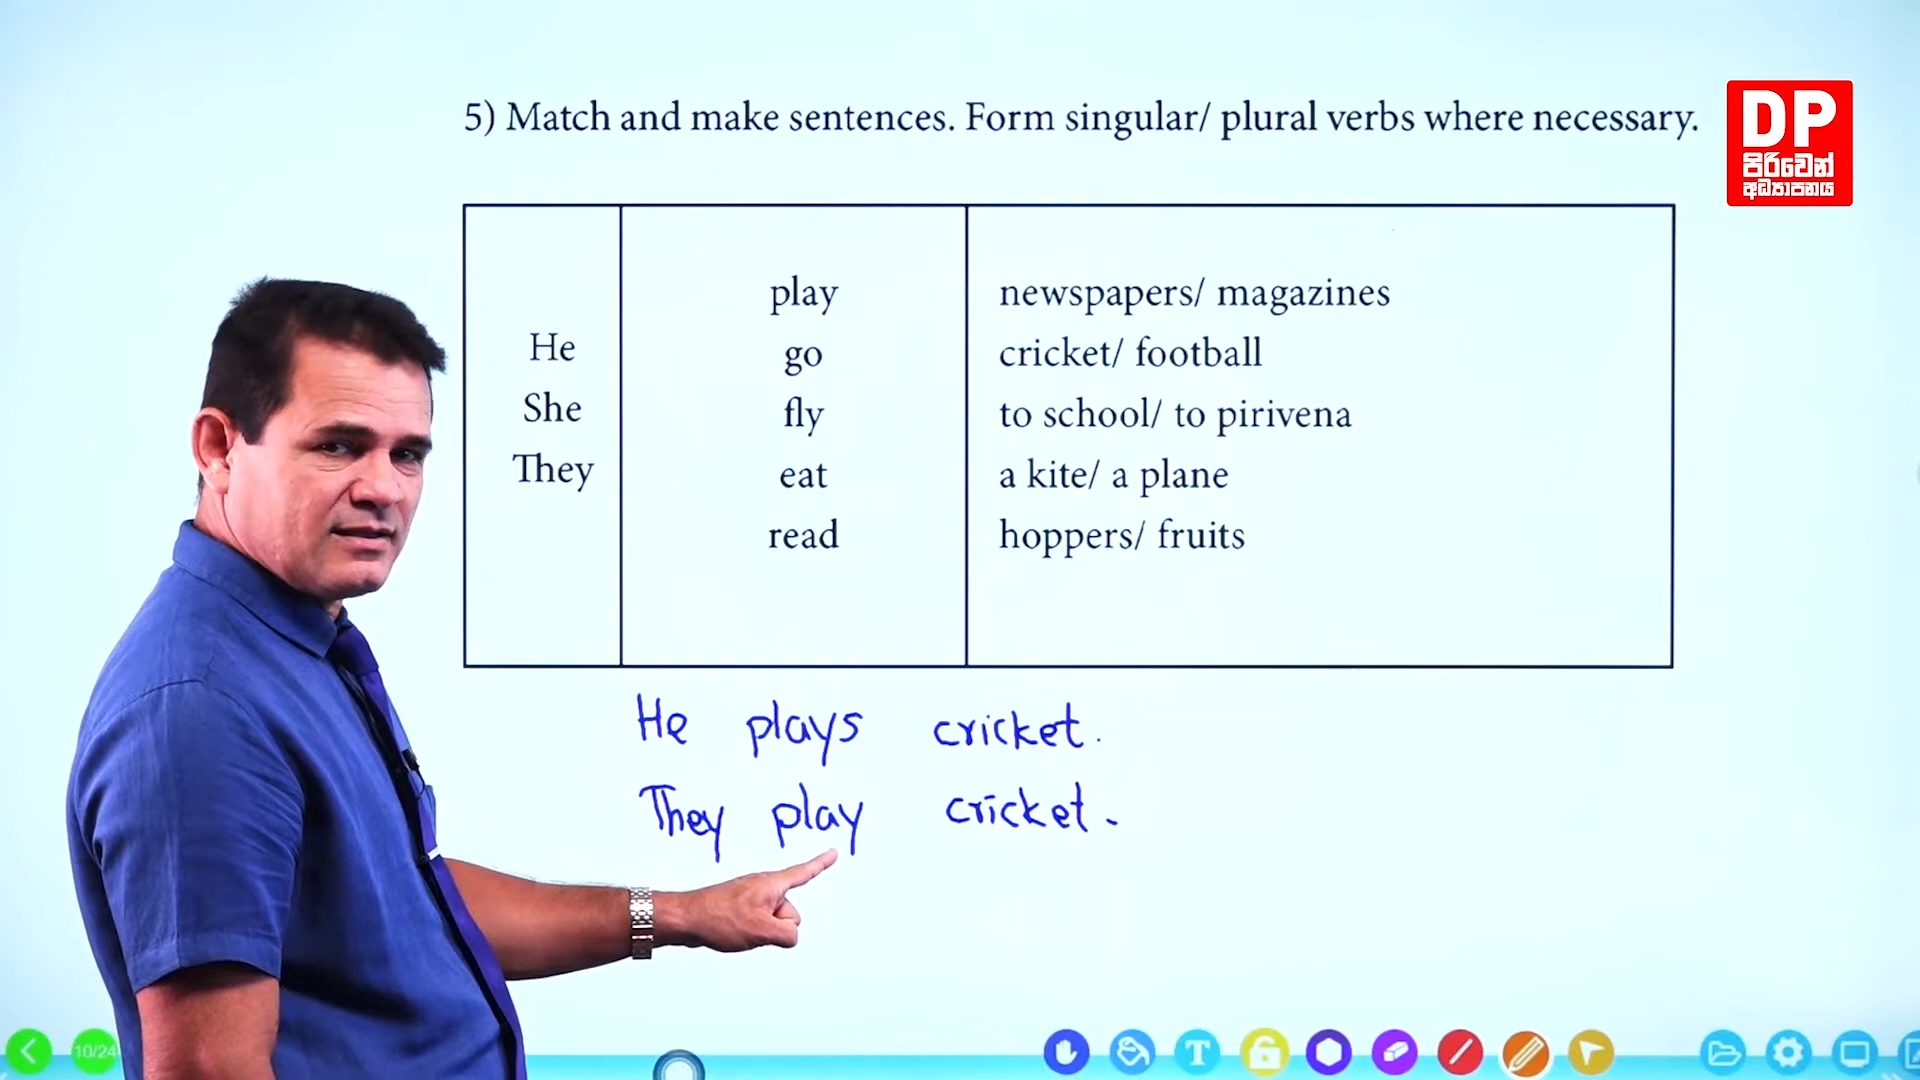 5) Match and make sentences. Form singular/ plural verbs where necessary.
DP
පිරිවෙන්
අධ්‍යාපනය
He
She
They
play
go
fly
eat
read
newspapers/ magazines
cricket/ football
to school/ to pirivena
a kite/ a plane
hoppers/ fruits
He plays cricket.
They play cricket.
10/24
T